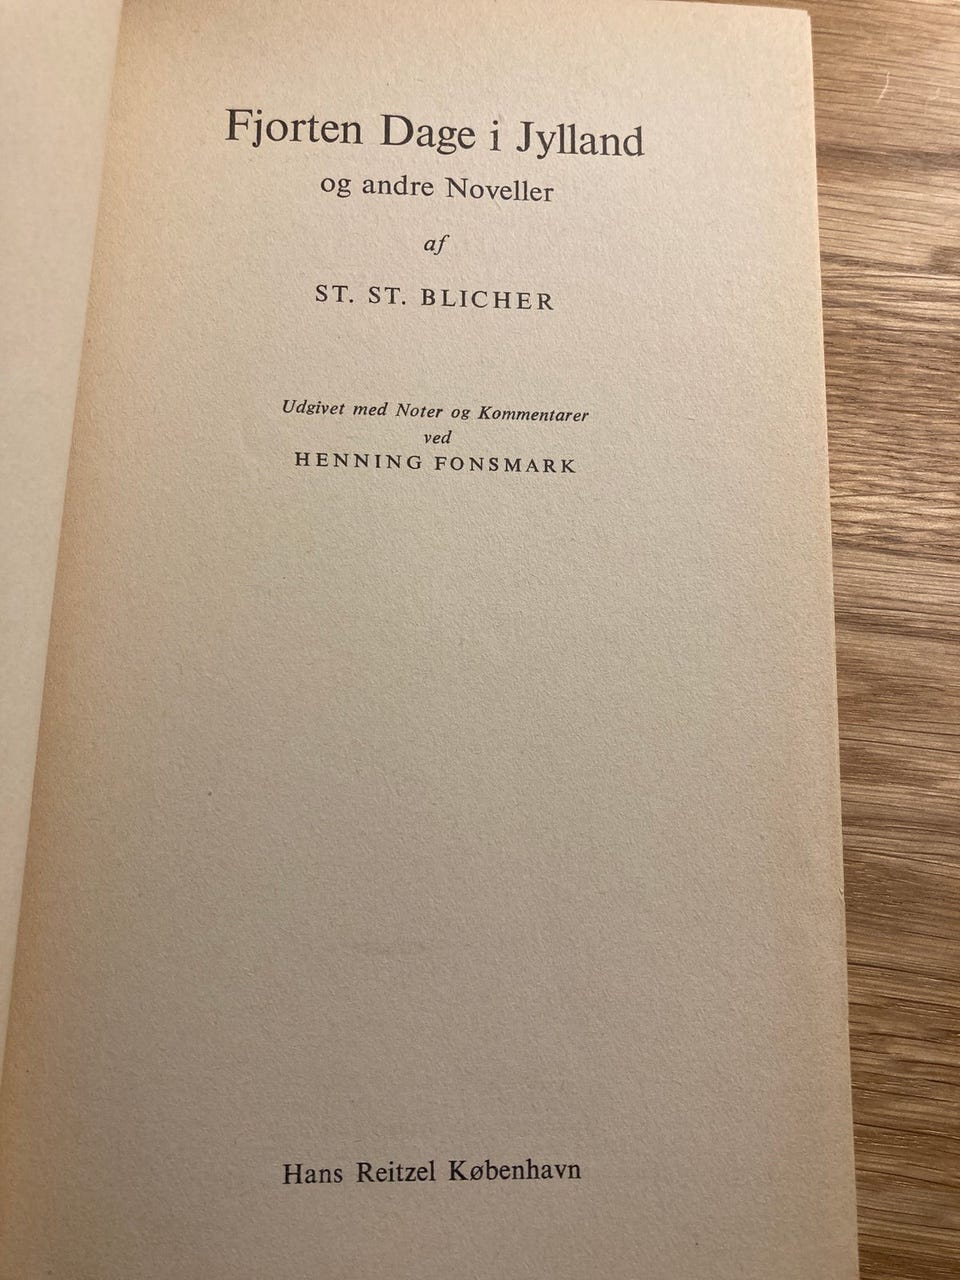 Fjorten Dage i Jylland
og andre Noveller
af
ST. ST. BLICHER
Udgivet med Noter og Kommentarer
ved
HENNING FONSMARK
Hans Reitzel København